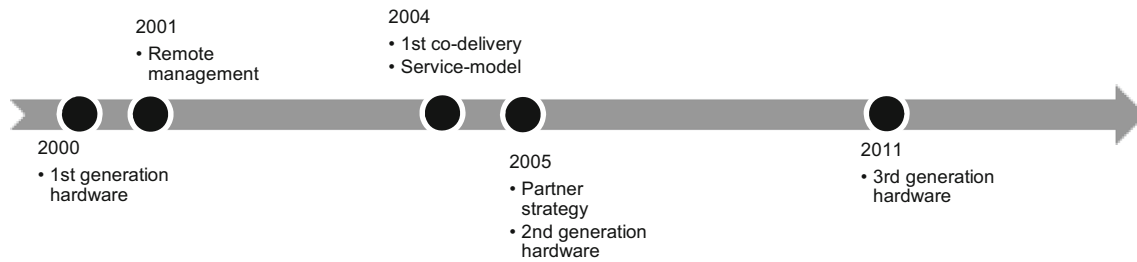 2001
• Remote
management
2004
• 1st co-delivery
• Service-model
2000
• 1st generation
hardware
2005
• Partner
strategy
• 2nd generation
hardware
2011
• 3rd generation
hardware